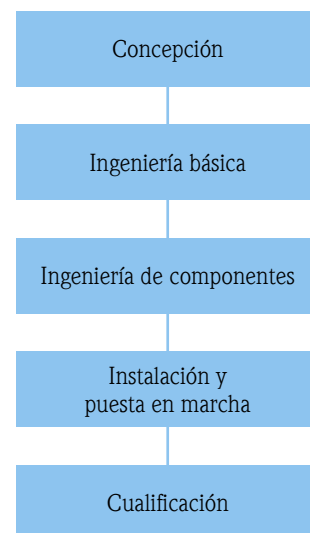 Concepción
Ingeniería básica
Ingeniería de componentes
Instalación y
puesta en marcha
Cualificación